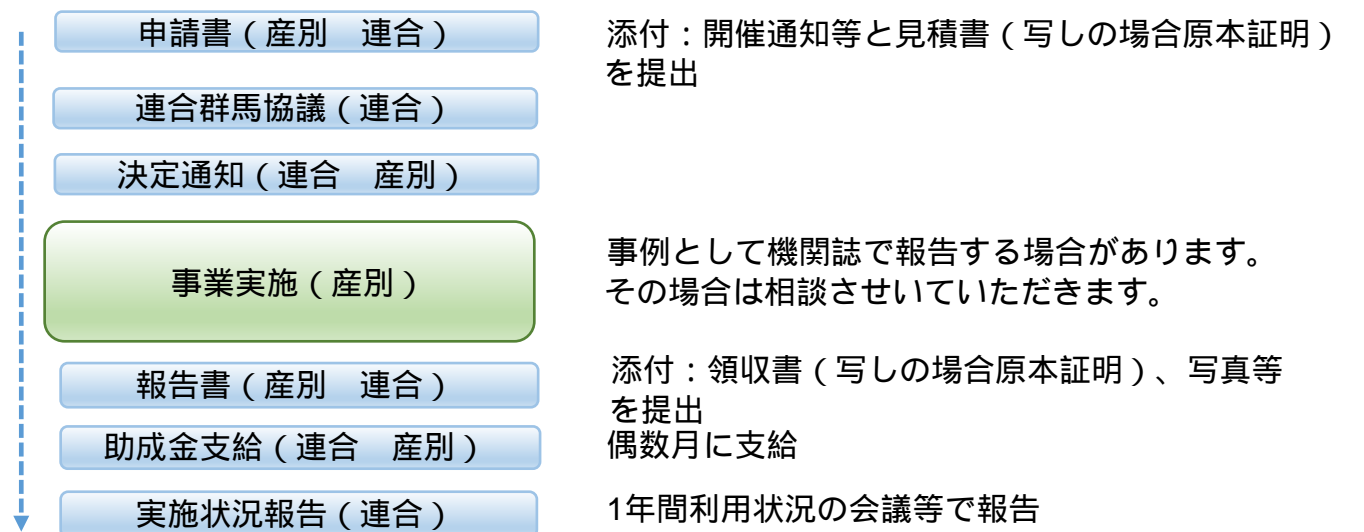 申請書(産別　連合)
添付:開催通知等と見積書(写しの場合原本証明)
を提出
連合群馬協議(連合)
決定通知(連合　産別)
事業実施(産別)
事例として機関誌で報告する場合があります。
その場合は相談させいていただきます。
報告書(産別　連合)
添付:領収書(写しの場合原本証明)、写真等
を提出
助成金支給(連合　産別)
偶数月に支給
実施状況報告(連合)
1年間利用状況の会議等で報告